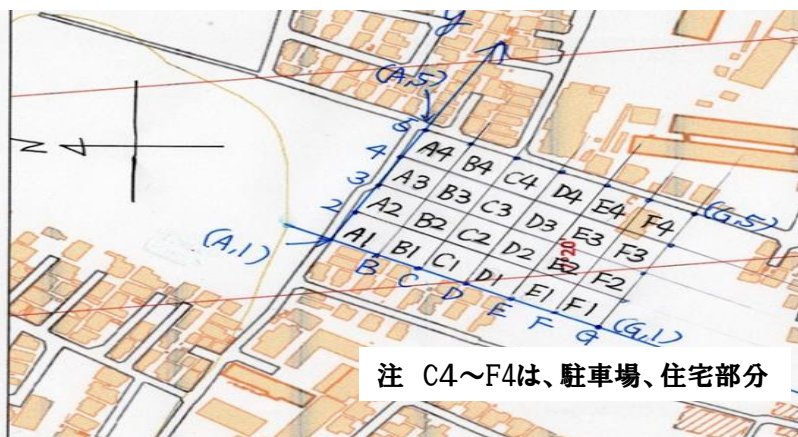 y
(A,5)
5
4 A4 B4 C4 D4 E4 F4 (G,5)
3 A3 B3 C3 D3 E3 F3
2 A2 B2 C2 D2 E2 F2
20
(A,1) A1 B1 C1 D1 E1 F1 (G,1)
B C D E F G
N
注 C4～F4は、駐車場、住宅部分